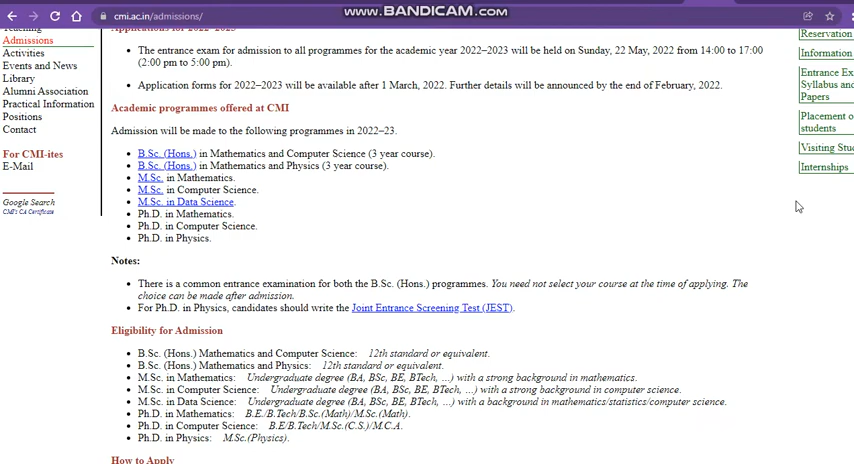 www.BANDICAM.com
cmi.ac.in/admissions/
Admissions
Activities
Events and News
Library
Alumni Association
Practical Information
Positions
Contact
For CMI-ites
E-Mail
Google Search
CMI's CA Certificate
• The entrance exam for admission to all programmes for the academic year 2022–2023 will be held on Sunday, 22 May, 2022 from 14:00 to 17:00
(2:00 pm to 5:00 pm).
• Application forms for 2022–2023 will be available after 1 March, 2022. Further details will be announced by the end of February, 2022.
Academic programmes offered at CMI
Admission will be made to the following programmes in 2022–23.
• B.Sc. (Hons.) in Mathematics and Computer Science (3 year course).
• B.Sc. (Hons.) in Mathematics and Physics (3 year course).
• M.Sc. in Mathematics.
• M.Sc. in Computer Science.
• M.Sc. in Data Science.
• Ph.D. in Mathematics.
• Ph.D. in Computer Science.
• Ph.D. in Physics.
Notes:
• There is a common entrance examination for both the B.Sc. (Hons.) programmes. You need not select your course at the time of applying. The
choice can be made after admission.
• For Ph.D. in Physics, candidates should write the Joint Entrance Screening Test (JEST).
Eligibility for Admission
• B.Sc. (Hons.) Mathematics and Computer Science: 12th standard or equivalent.
• B.Sc. (Hons.) Mathematics and Physics: 12th standard or equivalent.
• M.Sc. in Mathematics: Undergraduate degree (BA, BSc, BE, BTech, ...) with a strong background in mathematics.
• M.Sc. in Computer Science: Undergraduate degree (BA, BSc, BE, BTech, ...) with a strong background in computer science.
• M.Sc. in Data Science: Undergraduate degree (BA, BSc, BE, BTech, ...) with a background in mathematics/statistics/computer science.
• Ph.D. in Mathematics: B.E./B.Tech/B.Sc.(Math)/M.Sc.(Math).
• Ph.D. in Computer Science: B.E/B.Tech/M.Sc.(C.S.)/M.C.A.
• Ph.D. in Physics: M.Sc.(Physics).
How to Apply
Reservation
Information
Entrance Ex
Syllabus and
Papers
Placement o
students
Visiting Stu
Internships